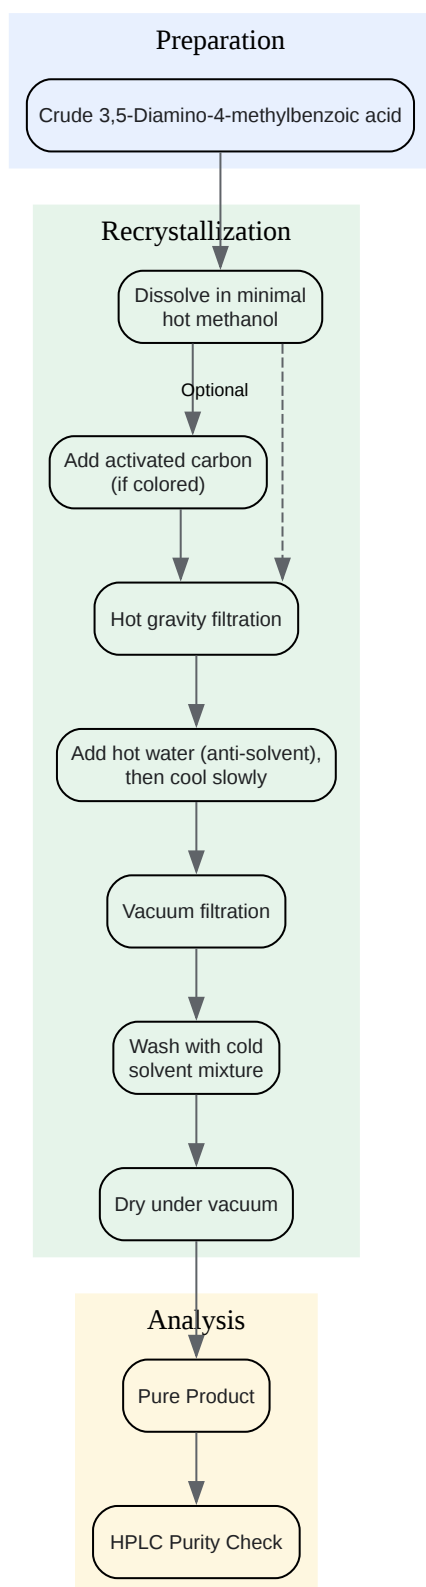 Preparation
Crude 3,5-Diamino-4-methylbenzoic acid
Recrystallization
Dissolve in minimal
hot methanol
Optional
Add activated carbon
(if colored)
Hot gravity filtration
Add hot water (anti-solvent),
then cool slowly
Vacuum filtration
Wash with cold
solvent mixture
Dry under vacuum
Analysis
Pure Product
HPLC Purity Check